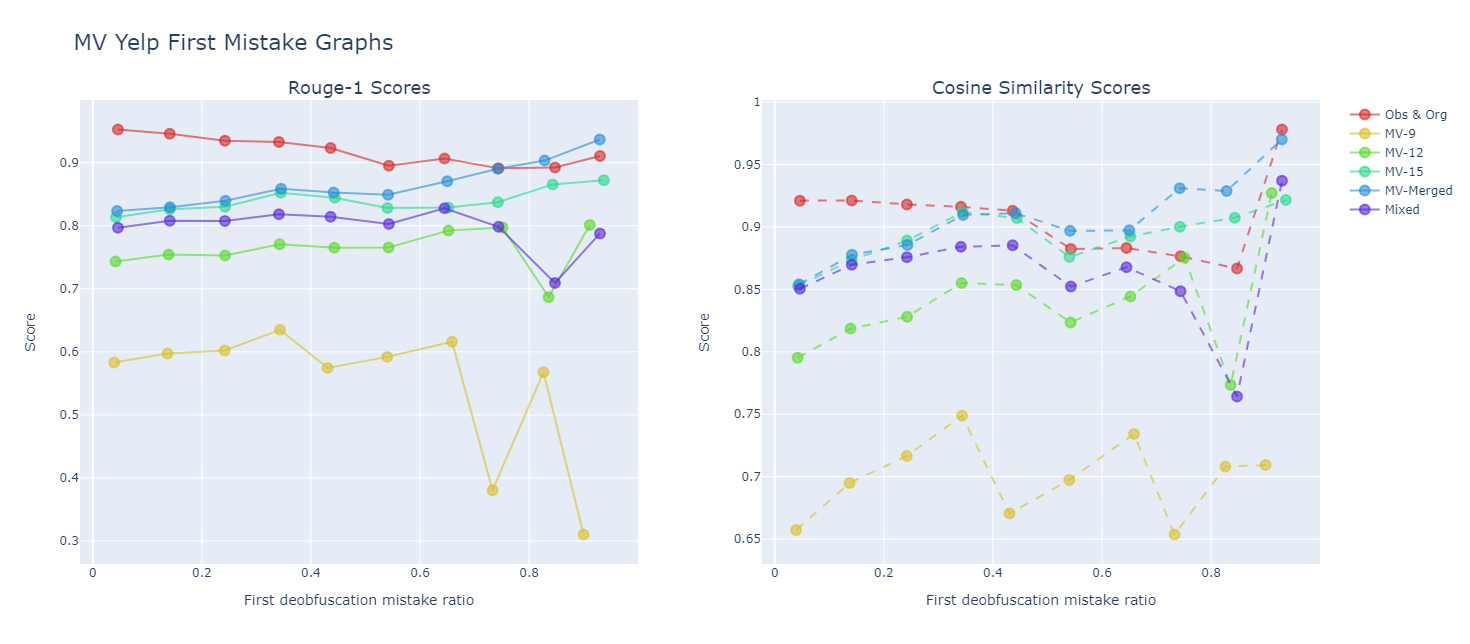 MV Yelp First Mistake Graphs
Rouge-1 Scores
0.9
0.8
0.7
0.6
0.5
0.4
0.3
Score
0 0.2 0.4 0.6 0.8
First deobfuscation mistake ratio
Cosine Similarity Scores
1
0.95
0.9
0.85
0.8
0.75
0.7
0.65
Score
0 0.2 0.4 0.6 0.8
First deobfuscation mistake ratio
Obs & Org
MV-9
MV-12
MV-15
MV-Merged
Mixed